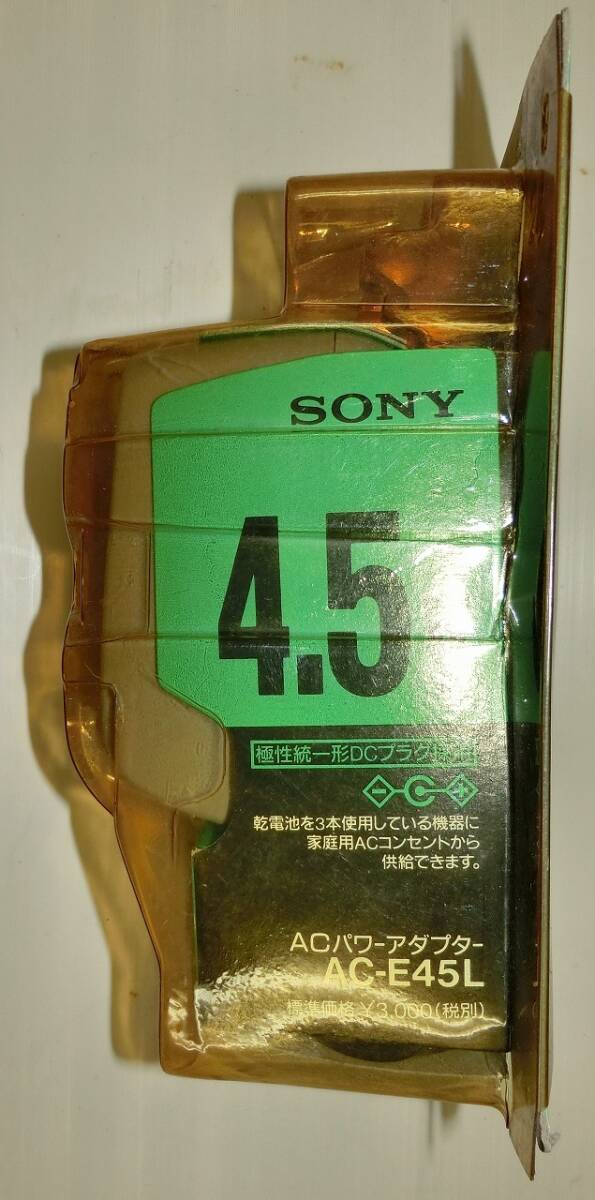 SONY
4.5
極性統一形DCプラグ
乾電池を3本使用している機器に
家庭用ACコンセントから
供給できます。
ACパワーアダプター
AC-E45L
標準価格 ¥3,000(税別)